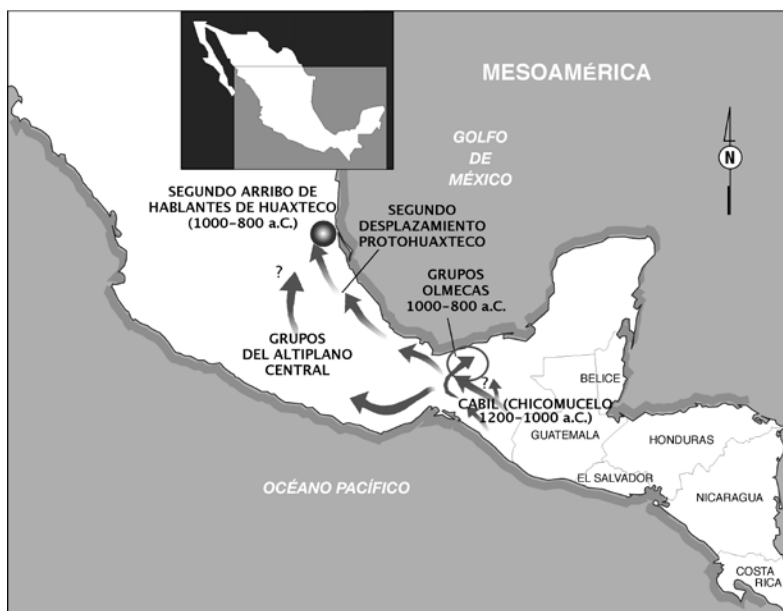 MESOAMÉRICA
GOLFO
DE
MÉXICO
N
SEGUNDO ARRIBO DE
HABLANTES DE HUAXTECO
(1000-800 a.C.)
SEGUNDO
DESPLAZAMIENTO
PROTOHUAXTECO
?
GRUPOS
OLMECAS
1000-800 a.C.
GRUPOS
DEL ALTIPLANO
CENTRAL
?
BELICE
CABIL (CHICOMUCELO
1200-1000 a.C.)
GUATEMALA
HONDURAS
EL SALVADOR
OCÉANO PACÍFICO
NICARAGUA
COSTA
RICA